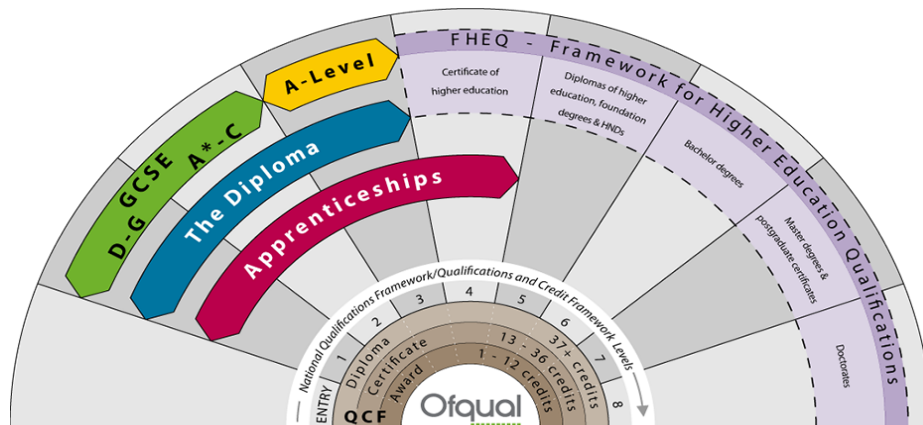 FHEQ - Framework for Higher Education Qualifications
A-Level
GCSE
D-G A*-C
The Diploma
Apprenticeships
Certificate of
higher education
Diplomas of higher
education, foundation
degrees & HNDs
Bachelor degrees
Master degrees &
postgraduate certificates
Doctorates
National Qualifications Framework/Qualifications and Credit Framework Levels
ENTRY 1 2 3 4 5 6 7 8
Diploma 37+ credits
Certificate 13 - 36 credits
Award 1 - 12 credits
QCF
Ofqual